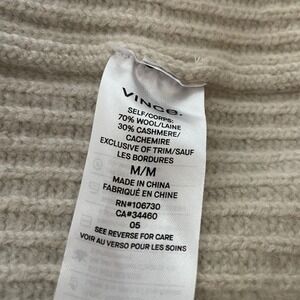 VINCE.
SELF/CORPS:
70% WOOL/LAINE
30% CASHMERE/
CACHEMIRE
EXCLUSIVE OF TRIM/SAUF
LES BORDURES
M/M
MADE IN CHINA
FABRIQUÉ EN CHINE
RN#106730
CA#34460
05
SEE REVERSE FOR CARE
VOIR AU VERSO POUR LES SOINS